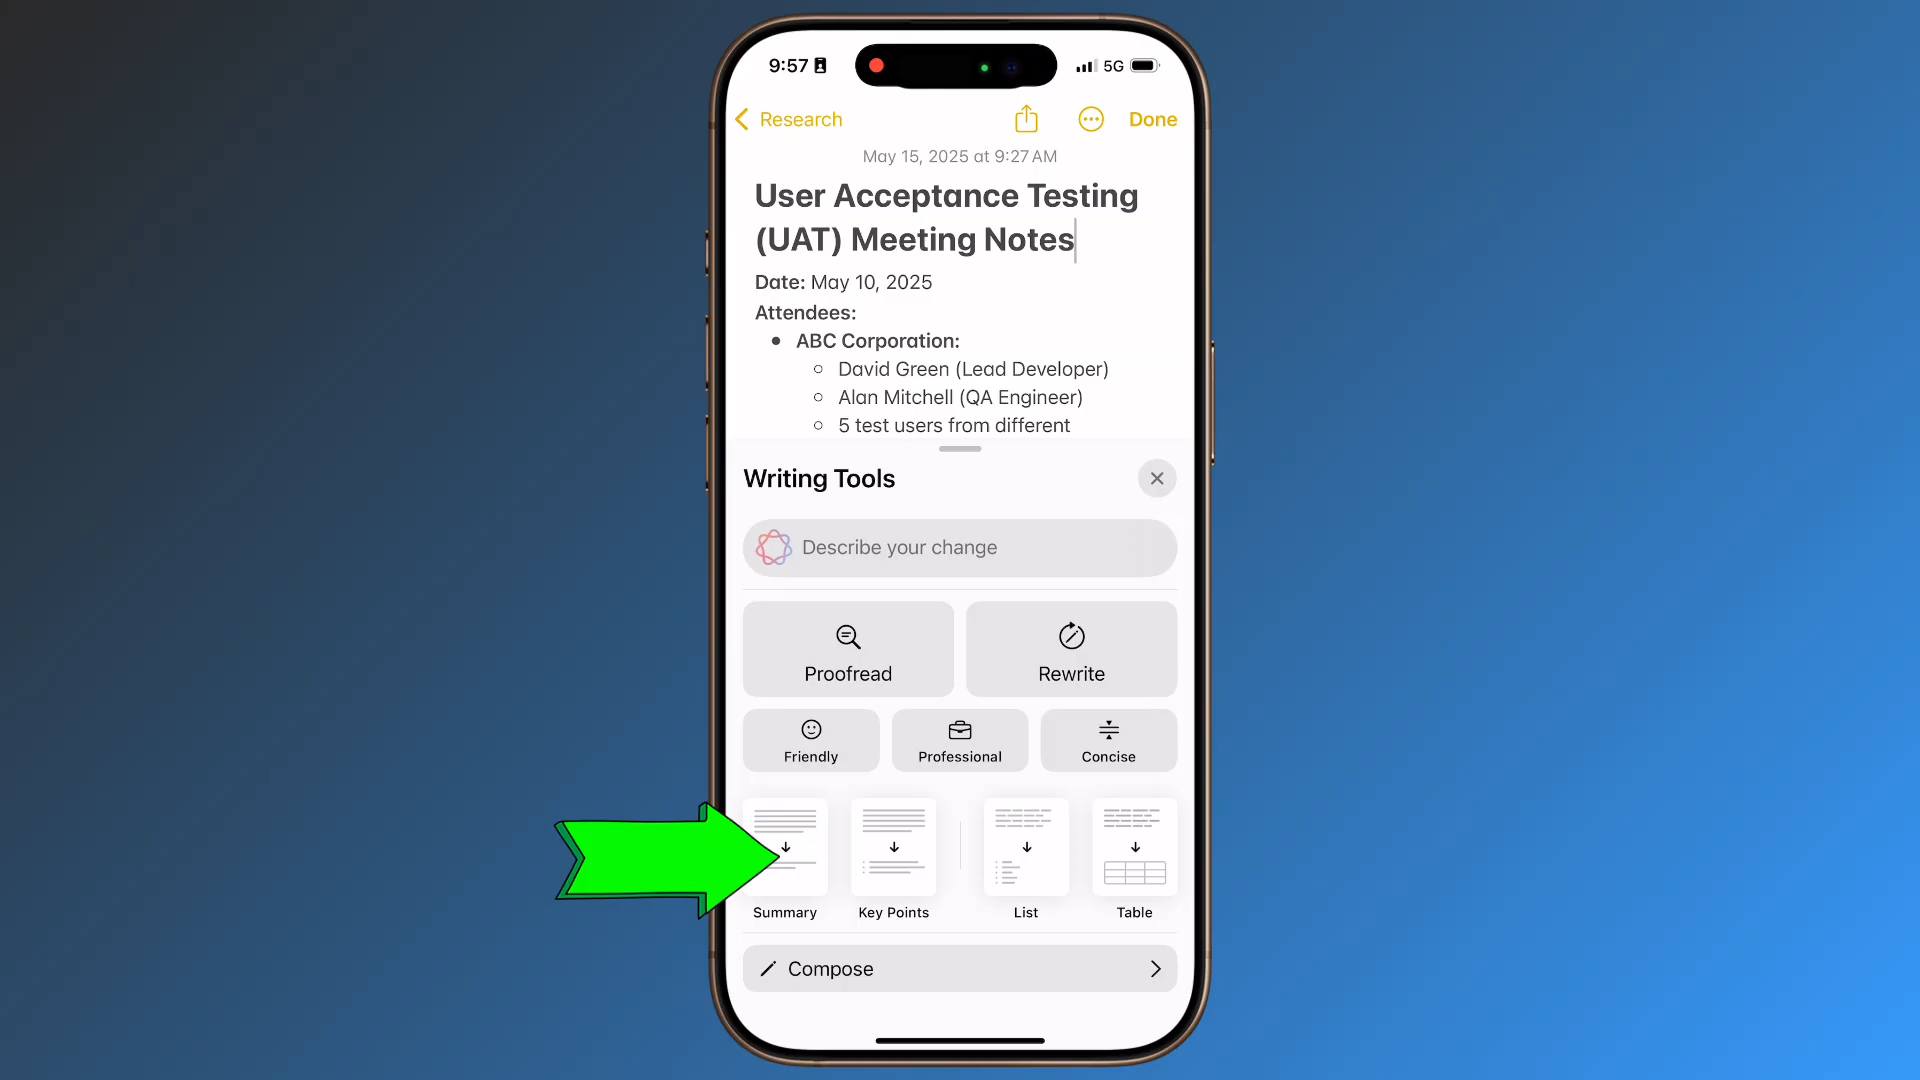 9:57
5G
Research
Done
May 15, 2025 at 9:27 AM
User Acceptance Testing
(UAT) Meeting Notes
Date: May 10, 2025
Attendees:
ABC Corporation:
David Green (Lead Developer)
Alan Mitchell (QA Engineer)
5 test users from different
Writing Tools
Describe your change
Proofread
Rewrite
Friendly
Professional
Concise
Summary
Key Points
List
Table
Compose